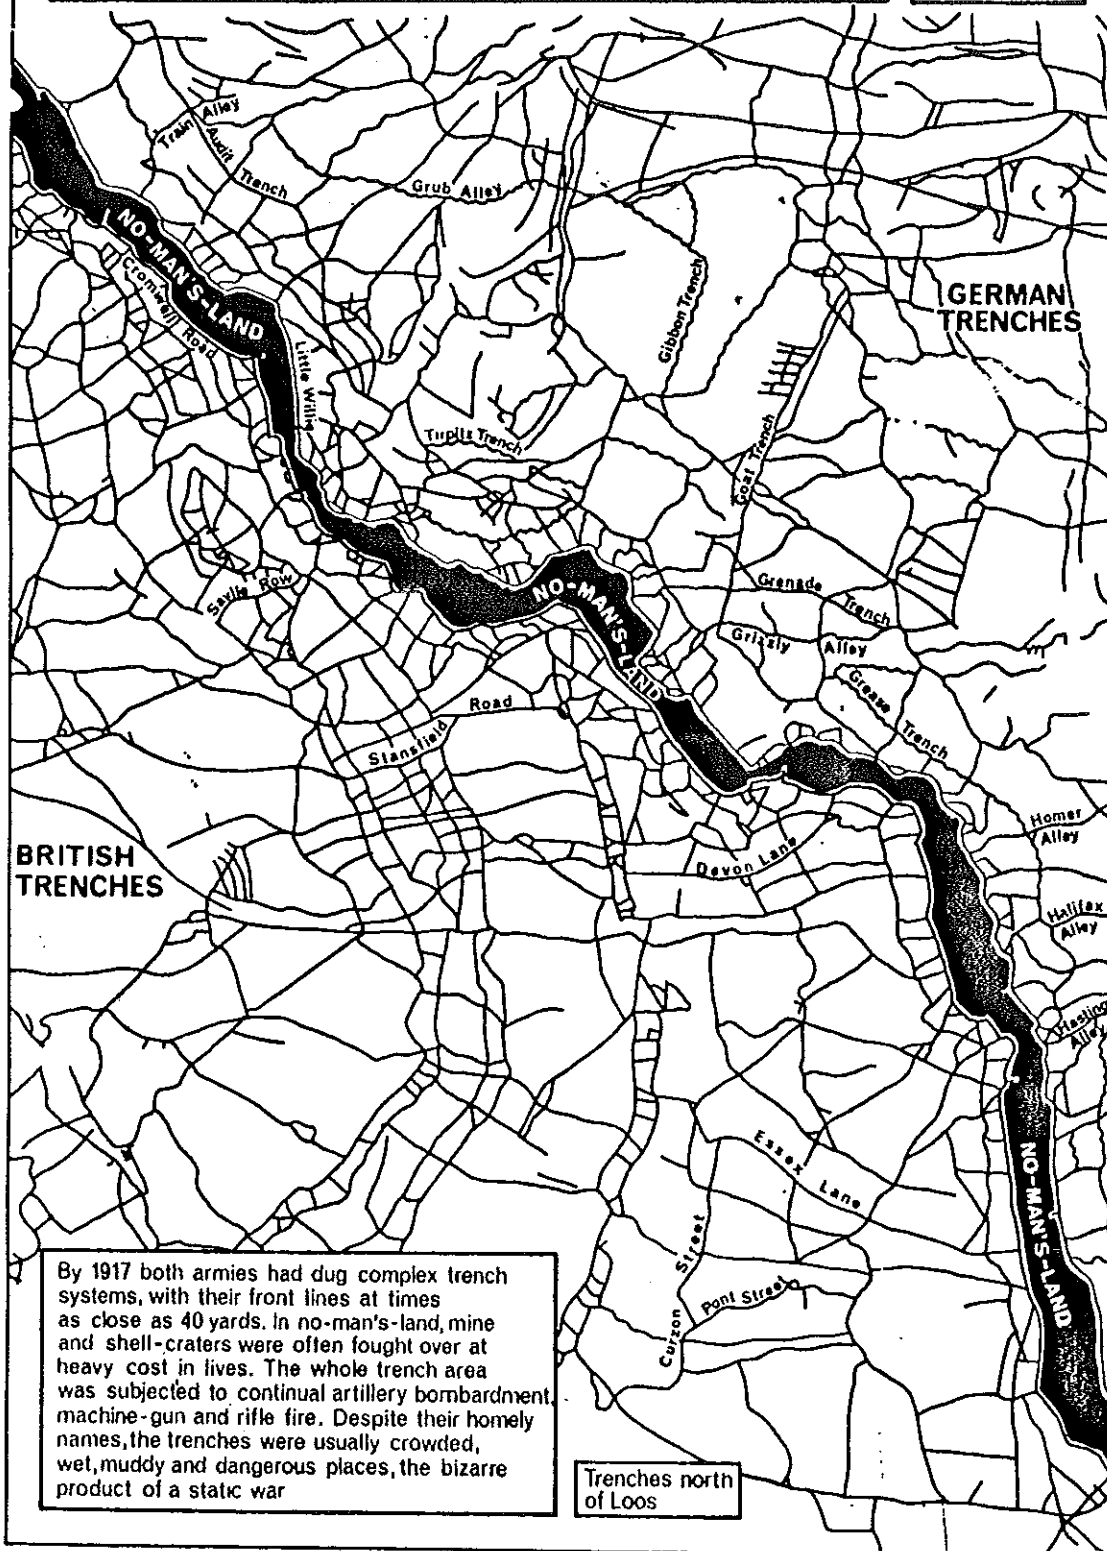 Train Alley
Audit
Trench
Grub Alley
NO-MAN'S-LAND
Cromwell Road
Little Willie
Gibbon Trench
GERMAN
TRENCHES
Tirpitz Trench
Goat Trench
Saville Row
NO-MAN'S-LAND
Grenade Trench
Grizzly Alley
Grease Trench
Stansfield Road
BRITISH
TRENCHES
Devon Lane
Homer
Alley
Halifax
Alley
Hasting
Alley
Essex Lane
NO-MAN'S-LAND
Curzon Street
Pont Street
By 1917 both armies had dug complex trench
systems, with their front lines at times
as close as 40 yards. In no-man's-land, mine
and shell-craters were often fought over at
heavy cost in lives. The whole trench area
was subjected to continual artillery bombardment,
machine-gun and rifle fire. Despite their homely
names, the trenches were usually crowded,
wet, muddy and dangerous places, the bizarre
product of a static war
Trenches north
of Loos